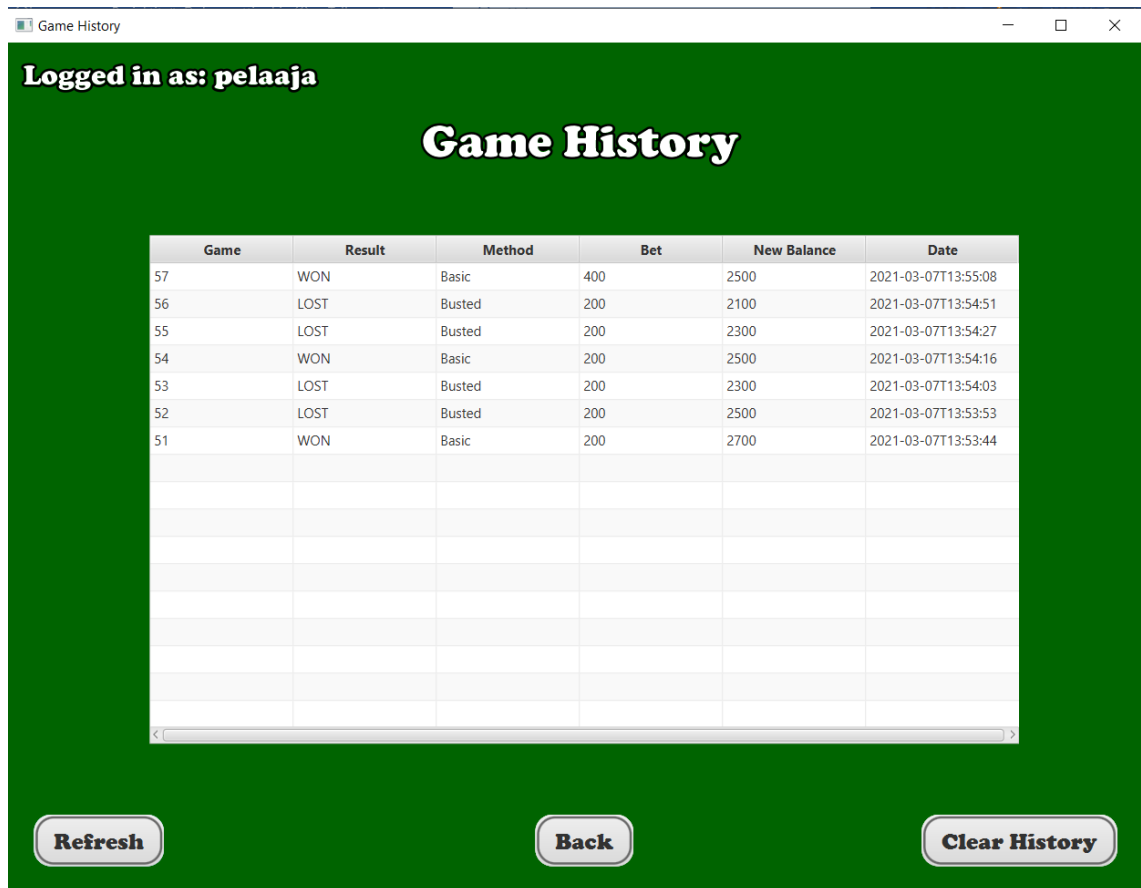 Game History
Logged in as: pelaaja
Game History
Game Result Method Bet New Balance Date
57 WON Basic 400 2500 2021-03-07T13:55:08
56 LOST Busted 200 2100 2021-03-07T13:54:51
55 LOST Busted 200 2300 2021-03-07T13:54:27
54 WON Basic 200 2500 2021-03-07T13:54:16
53 LOST Busted 200 2300 2021-03-07T13:54:03
52 LOST Busted 200 2500 2021-03-07T13:53:53
51 WON Basic 200 2700 2021-03-07T13:53:44
Refresh Back Clear History